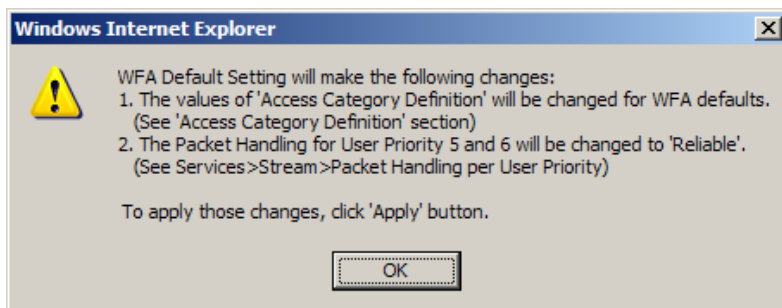 Windows Internet Explorer
WFA Default Setting will make the following changes:
1. The values of 'Access Category Definition' will be changed for WFA defaults.
(See 'Access Category Definition' section)
2. The Packet Handling for User Priority 5 and 6 will be changed to 'Reliable'.
(See Services>Stream>Packet Handling per User Priority)
To apply those changes, click 'Apply' button.
OK